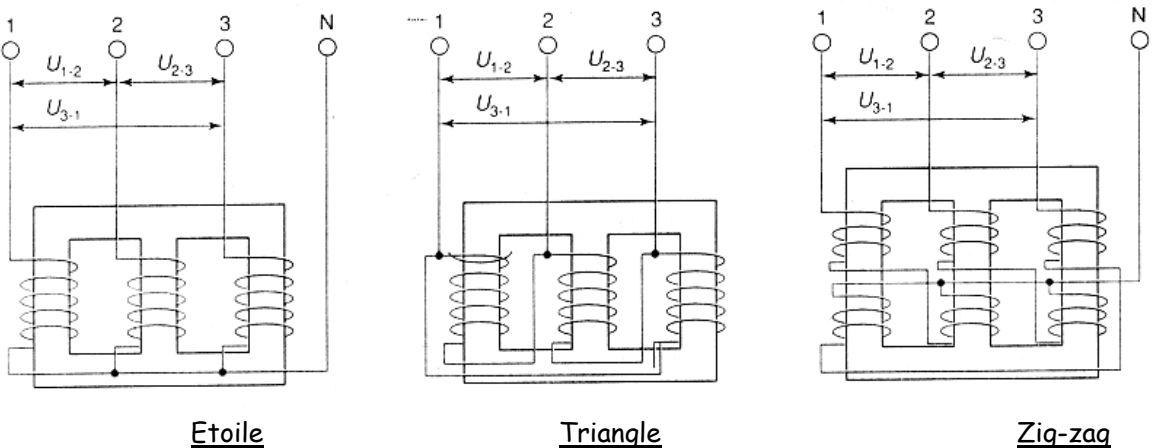 1 2 3 N
U1-2 U2-3
U3-1
Etoile
1 2 3
U1-2 U2-3
U3-1
Triangle
1 2 3 N
U1-2 U2-3
U3-1
Zig-zag